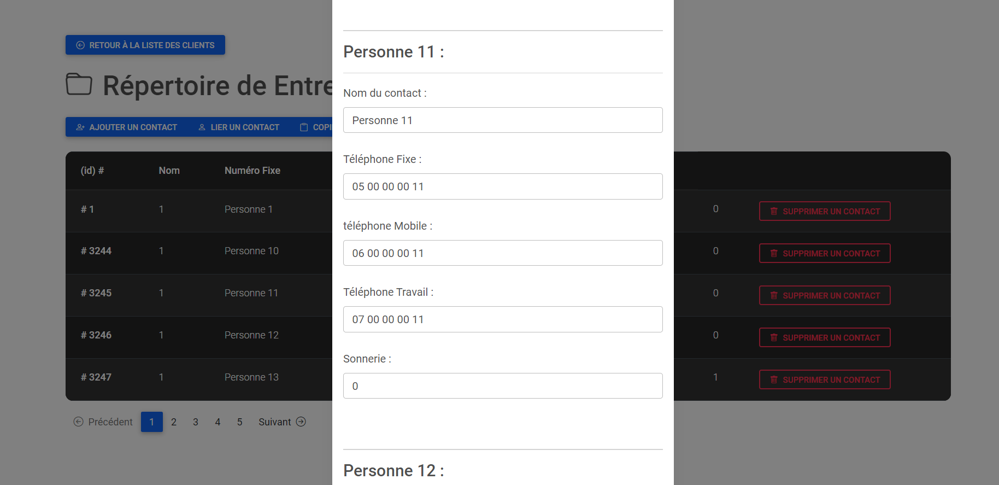 RETOUR À LA LISTE DES CLIENTS
Répertoire de Entre
AJOUTER UN CONTACT LIER UN CONTACT
(id) # Nom Numéro Fixe
# 1 1 Personne 1 0 SUPPRIMER UN CONTACT
# 3244 1 Personne 10 0 SUPPRIMER UN CONTACT
# 3245 1 Personne 11 0 SUPPRIMER UN CONTACT
# 3246 1 Personne 12 0 SUPPRIMER UN CONTACT
# 3247 1 Personne 13 1 SUPPRIMER UN CONTACT
Précédent 1 2 3 4 5 Suivant
Personne 11 :
Nom du contact :
Personne 11
Téléphone Fixe :
05 00 00 00 11
téléphone Mobile :
06 00 00 00 11
Téléphone Travail :
07 00 00 00 11
Sonnerie :
0
Personne 12 :